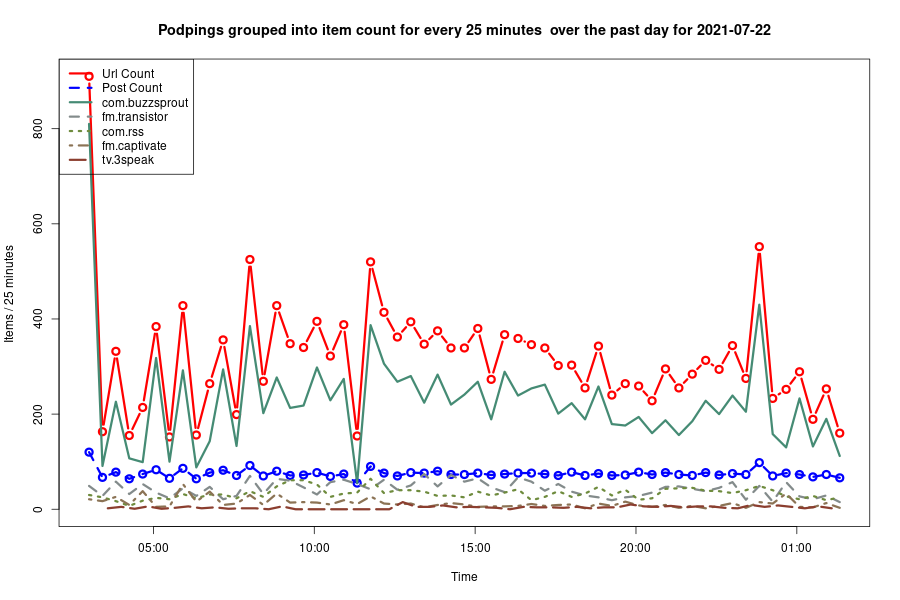 Podpings grouped into item count for every 25 minutes  over the past day for 2021-07-22
Url Count
Post Count
com.buzzsprout
fm.transistor
com.rss
fm.captivate
tv.3speak
Items / 25 minutes
800
600
400
200
0
05:00 10:00 15:00 20:00 01:00
Time